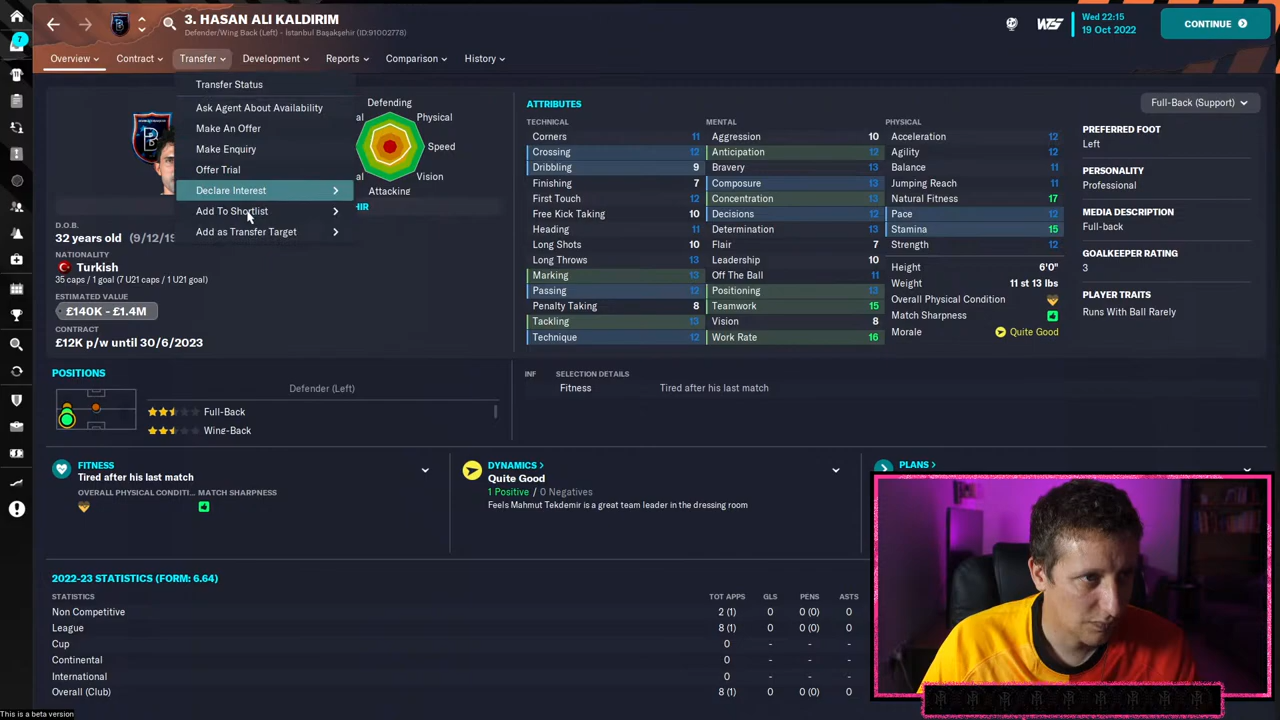 3. HASAN ALI KALDIRIM
Defender/Wing Back (Left) - İstanbul Başakşehir (ID:91002778)
Wed 22:15
19 Oct 2022
CONTINUE
7
Overview
Contract
Transfer
Development
Reports
Comparison
History
Transfer Status
Ask Agent About Availability
Make An Offer
Make Enquiry
Offer Trial
Declare Interest
Add To Shortlist
Add as Transfer Target
Defending
Physical
Speed
Vision
Attacking
D.O.B.
32 years old (9/12/19
NATIONALITY
Turkish
35 caps / 1 goal (7 U21 caps / 1 U21 goal)
ESTIMATED VALUE
£140K - £1.4M
CONTRACT
£12K p/w until 30/6/2023
ATTRIBUTES
Full-Back (Support)
TECHNICAL
Corners 11
Crossing 12
Dribbling 9
Finishing 7
First Touch 12
Free Kick Taking 10
Heading 11
Long Shots 10
Long Throws 13
Marking 13
Passing 12
Penalty Taking 8
Tackling 13
Technique 12
MENTAL
Aggression 10
Anticipation 12
Bravery 13
Composure 12
Concentration 13
Decisions 12
Determination 13
Flair 7
Leadership 10
Off The Ball 11
Positioning 13
Teamwork 15
Vision 8
Work Rate 16
PHYSICAL
Acceleration 12
Agility 12
Balance 11
Jumping Reach 11
Natural Fitness 17
Pace 12
Stamina 15
Strength 12
Height 6'0"
Weight 11 st 13 lbs
Overall Physical Condition
Match Sharpness
Morale Quite Good
PREFERRED FOOT
Left
PERSONALITY
Professional
MEDIA DESCRIPTION
Full-back
GOALKEEPER RATING
3
PLAYER TRAITS
Runs With Ball Rarely
POSITIONS
Defender (Left)
Full-Back
Wing-Back
INF SELECTION DETAILS
Fitness Tired after his last match
FITNESS
Tired after his last match
OVERALL PHYSICAL CONDITI... MATCH SHARPNESS
DYNAMICS >
Quite Good
1 Positive / 0 Negatives
Feels Mahmut Tekdemir is a great team leader in the dressing room
PLANS >
2022-23 STATISTICS (FORM: 6.64)
STATISTICS TOT APPS GLS PENS ASTS
Non Competitive 2 (1) 0 0 (0) 0
League 8 (1) 0 0 (0) 0
Cup 0 - - -
Continental 0 - - -
International 0 - - -
Overall (Club) 8 (1) 0 0 (0) 0
This is a beta version